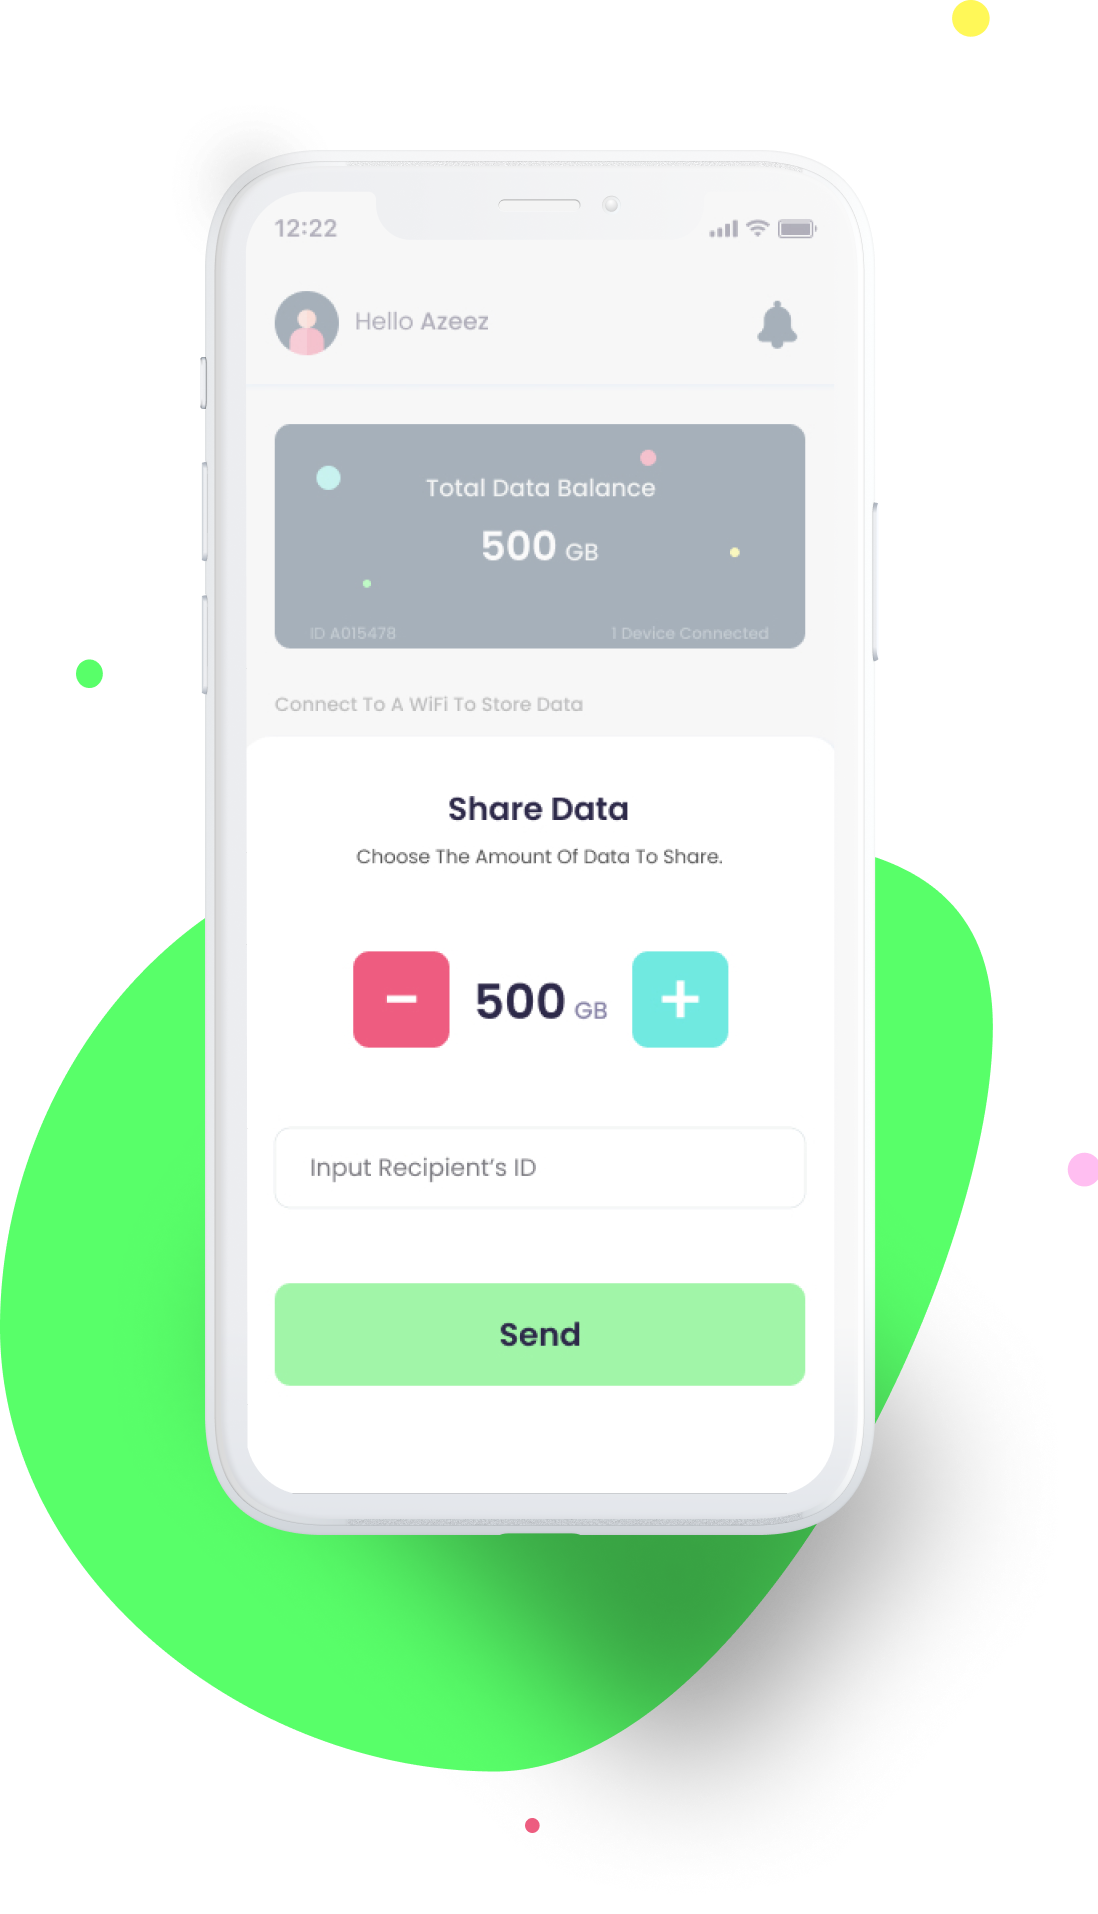 12:22
Hello Azeez
Total Data Balance
500 GB
ID A015478
1 Device Connected
Connect To A WiFi To Store Data
Share Data
Choose The Amount Of Data To Share.
− 500 GB +
Input Recipient’s ID
Send